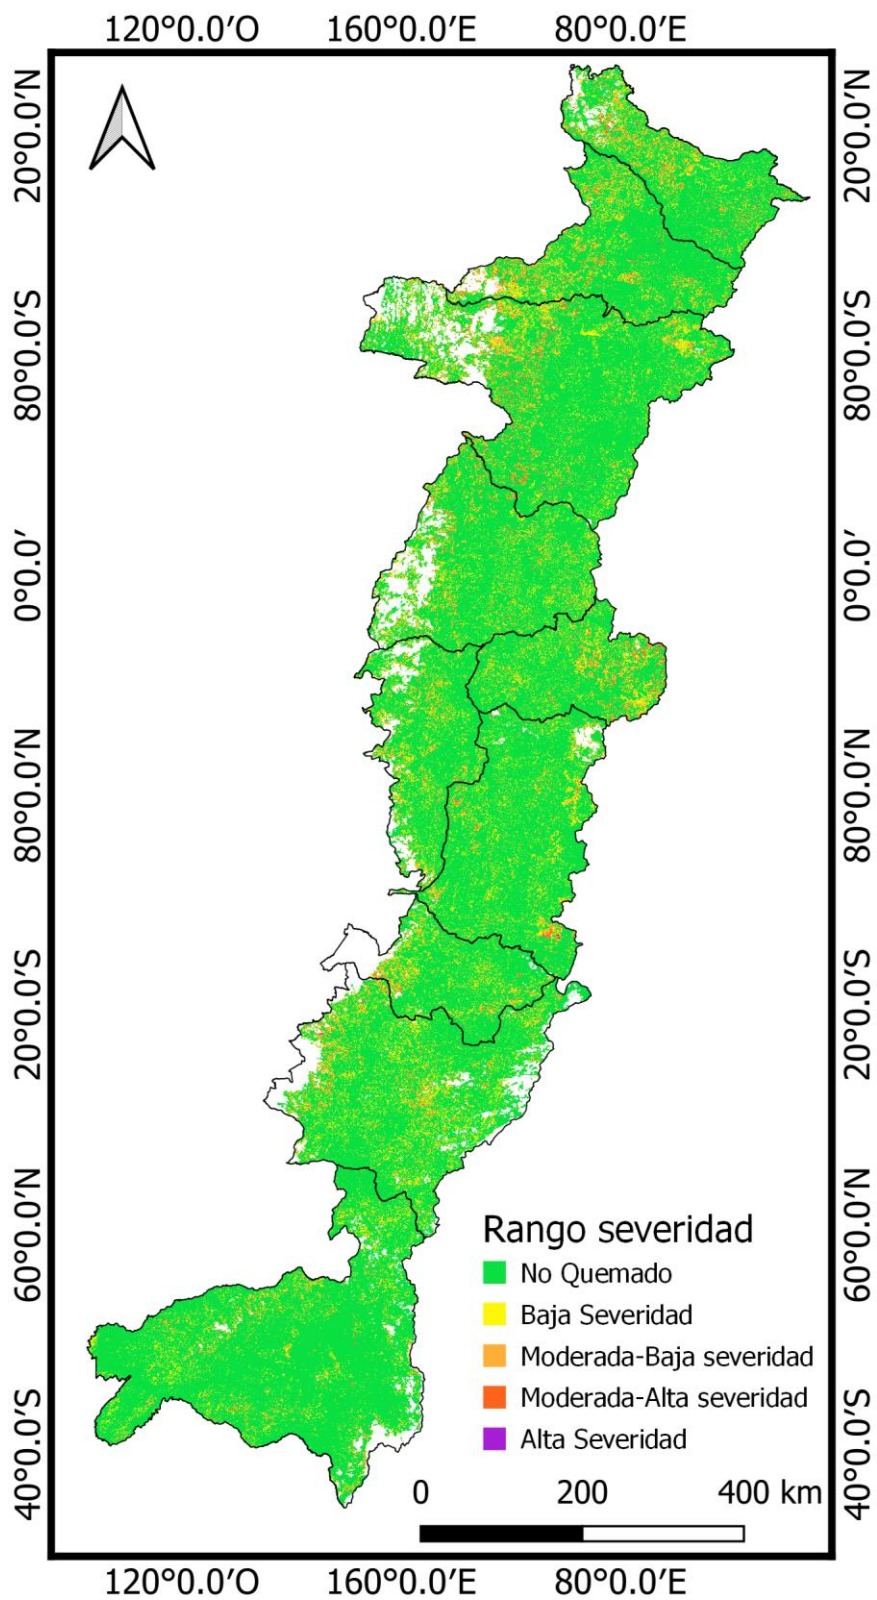 120°0.0′O 160°0.0′E 80°0.0′E
20°0.0′N
80°0.0′S
0°0.0′
80°0.0′N
20°0.0′S
60°0.0′N
40°0.0′S
20°0.0′N
80°0.0′S
0°0.0′
80°0.0′N
20°0.0′S
60°0.0′N
40°0.0′S
Rango severidad
No Quemado
Baja Severidad
Moderada-Baja severidad
Moderada-Alta severidad
Alta Severidad
0 200 400 km
120°0.0′O 160°0.0′E 80°0.0′E